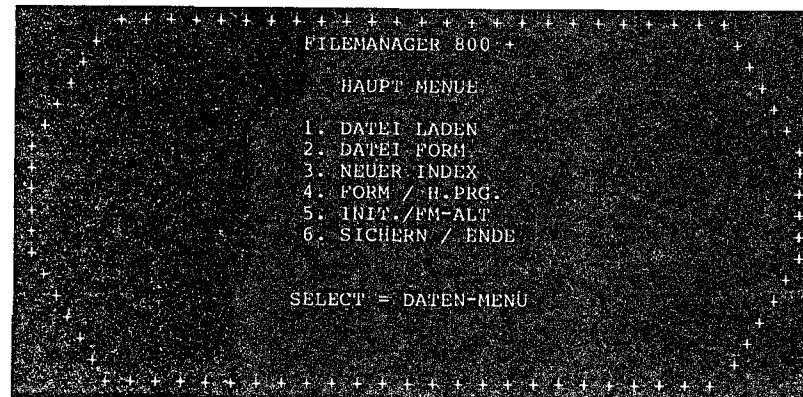 FILEMANAGER 800 +
HAUPT MENUE
1. DATEI LADEN
2. DATEI FORM
3. NEUER INDEX
4. FORM / H.PRG.
5. INIT./FM-ALT
6. SICHERN / ENDE
SELECT = DATEN-MENU